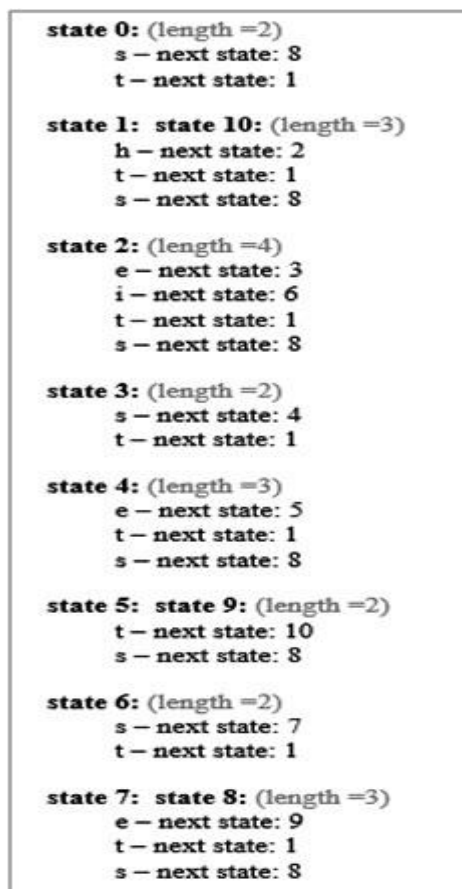 state 0: (length =2)
s – next state: 8
t – next state: 1
state 1: state 10: (length =3)
h – next state: 2
t – next state: 1
s – next state: 8
state 2: (length =4)
e – next state: 3
i – next state: 6
t – next state: 1
s – next state: 8
state 3: (length =2)
s – next state: 4
t – next state: 1
state 4: (length =3)
e – next state: 5
t – next state: 1
s – next state: 8
state 5: state 9: (length =2)
t – next state: 10
s – next state: 8
state 6: (length =2)
s – next state: 7
t – next state: 1
state 7: state 8: (length =3)
e – next state: 9
t – next state: 1
s – next state: 8